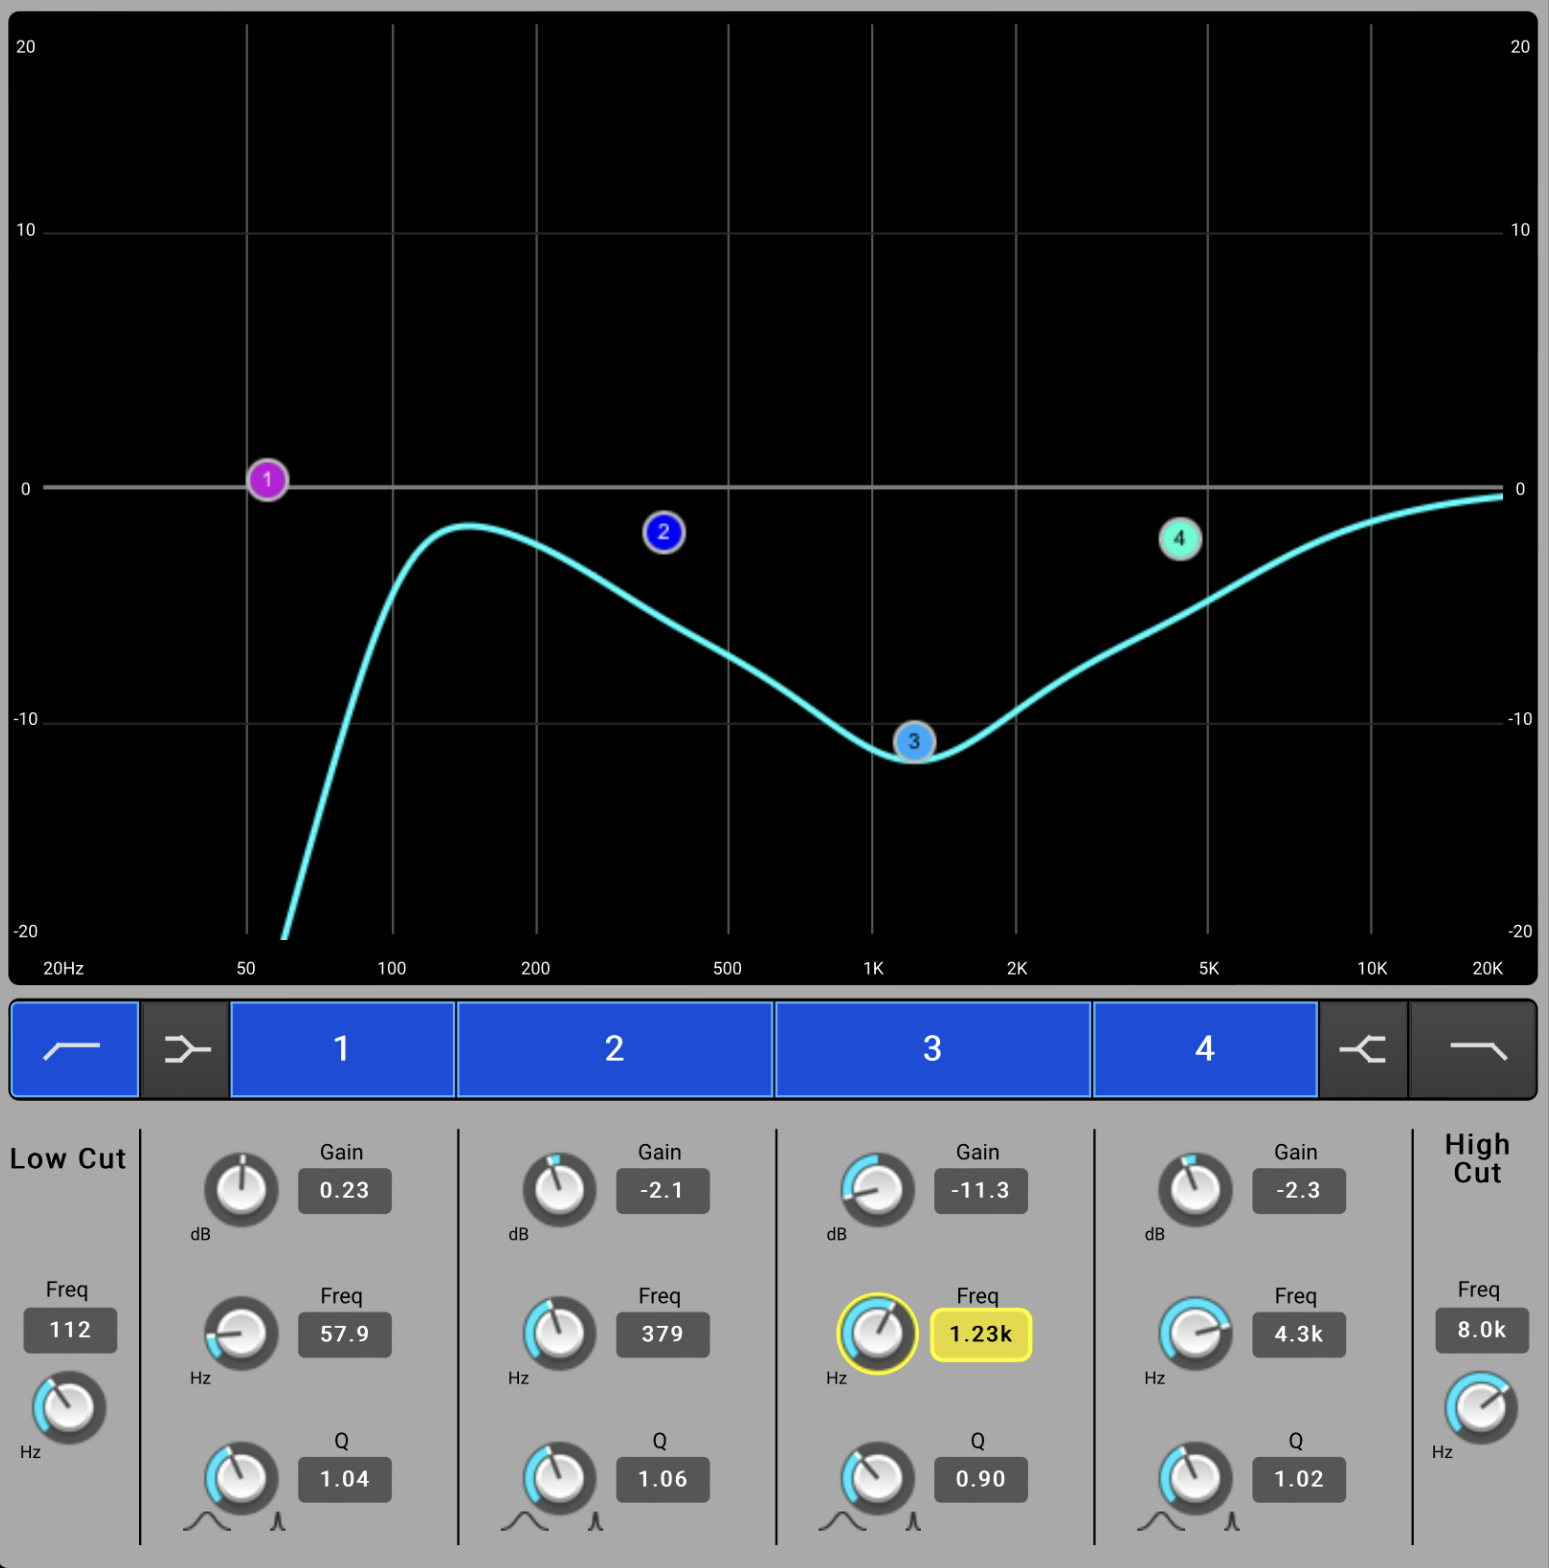 20 20
10 10
1
0 0
2
4
3
-10 -10
-20 -20
20Hz 50 100 200 500 1K 2K 5K 10K 20K
1 2 3 4
Low Cut
Freq
112
Hz
Gain
0.23
dB
Freq
57.9
Hz
Q
1.04
Gain
-2.1
dB
Freq
379
Hz
Q
1.06
Gain
-11.3
dB
Freq
1.23k
Hz
Q
0.90
Gain
-2.3
dB
Freq
4.3k
Hz
Q
1.02
High
Cut
Freq
8.0k
Hz